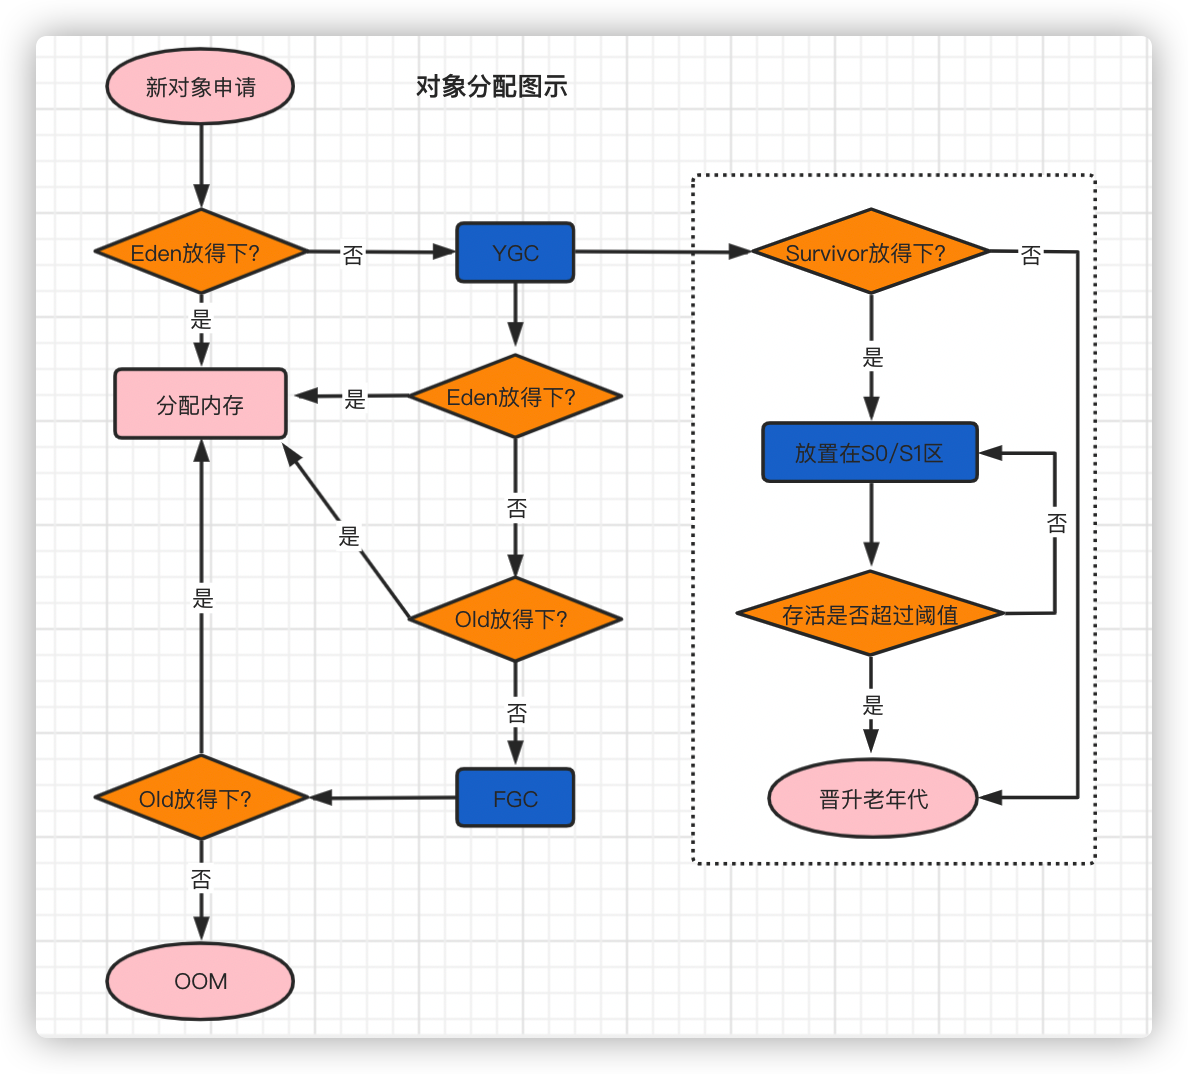 对象分配图示
新对象申请
Eden放得下?
否
YGC
Survivor放得下?
否
是
是
分配内存
是
Eden放得下?
放置在S0/S1区
否
否
是
是
Old放得下?
存活是否超过阈值
否
是
Old放得下?
FGC
晋升老年代
否
OOM